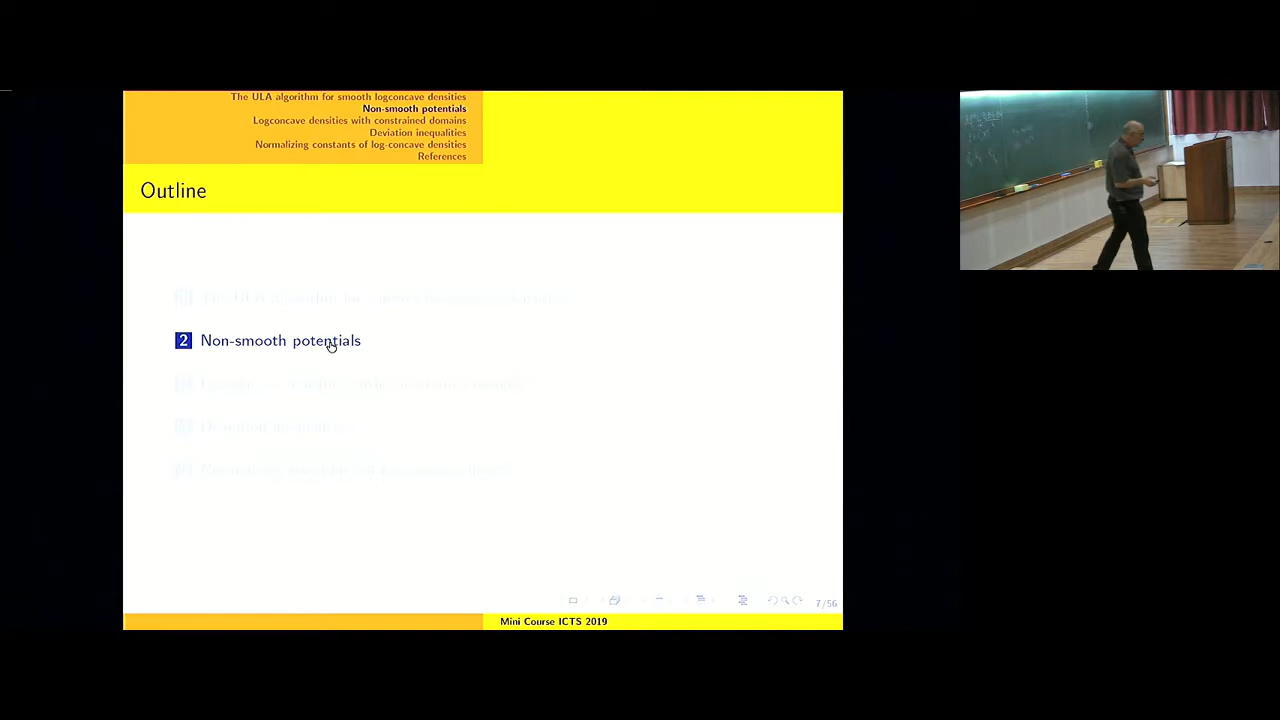 The ULA algorithm for smooth logconcave densities
Non-smooth potentials
Logconcave densities with constrained domains
Deviation inequalities
Normalizing constants of log-concave densities
References
Outline
2 Non-smooth potentials
7/56
Mini Course ICTS 2019